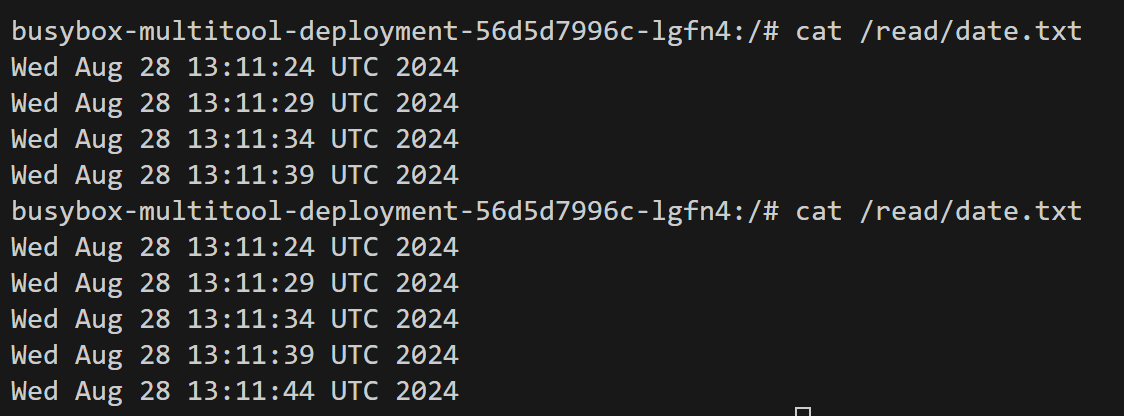 busybox-multitool-deployment-56d5d7996c-lgfn4:/# cat /read/date.txt
Wed Aug 28 13:11:24 UTC 2024
Wed Aug 28 13:11:29 UTC 2024
Wed Aug 28 13:11:34 UTC 2024
Wed Aug 28 13:11:39 UTC 2024
busybox-multitool-deployment-56d5d7996c-lgfn4:/# cat /read/date.txt
Wed Aug 28 13:11:24 UTC 2024
Wed Aug 28 13:11:29 UTC 2024
Wed Aug 28 13:11:34 UTC 2024
Wed Aug 28 13:11:39 UTC 2024
Wed Aug 28 13:11:44 UTC 2024